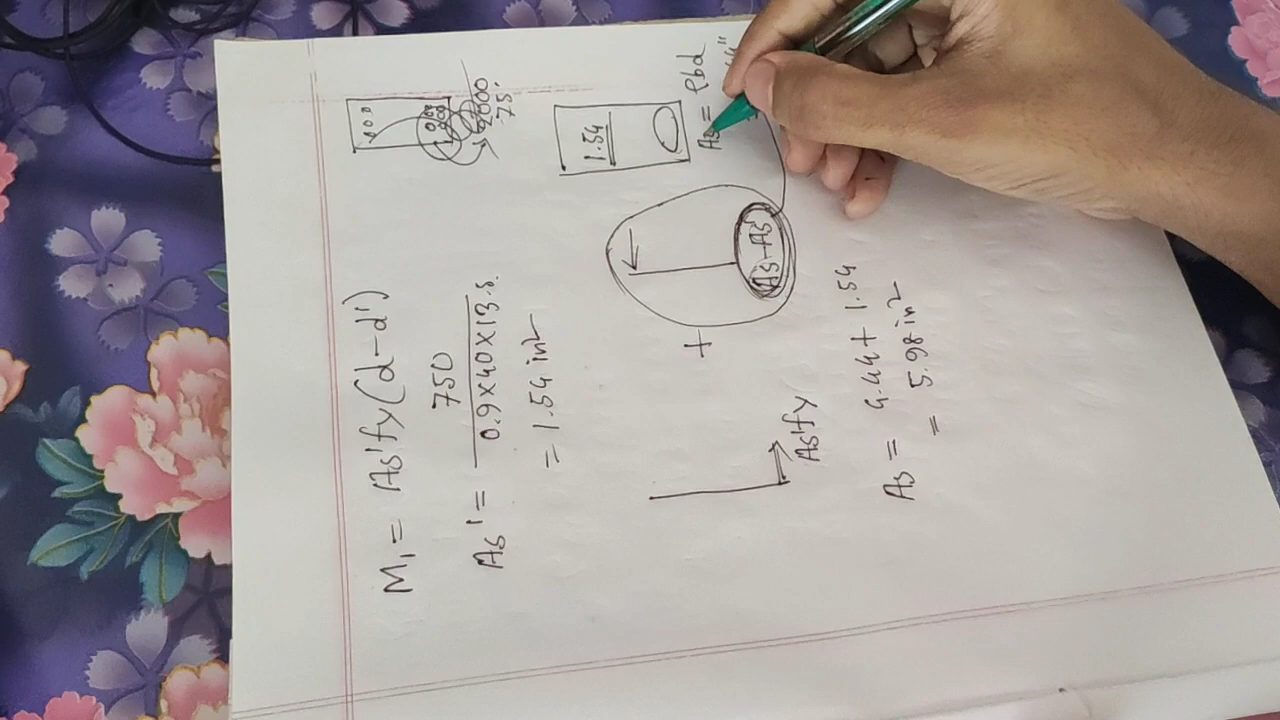 M₁ = As'fy(d-d')
As' = 750 / 0.9×40×13.5
= 1.54 in²
1.54
As-As'
+
As'fy
As = ρbd
As = 4.44 + 1.54
= 5.98 in²